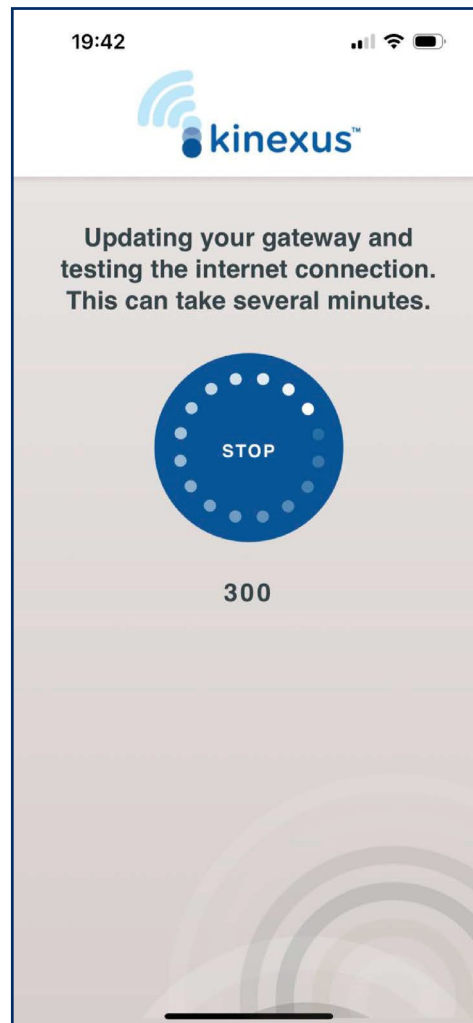 19:42
kinexus™
Updating your gateway and
testing the internet connection.
This can take several minutes.
STOP
300